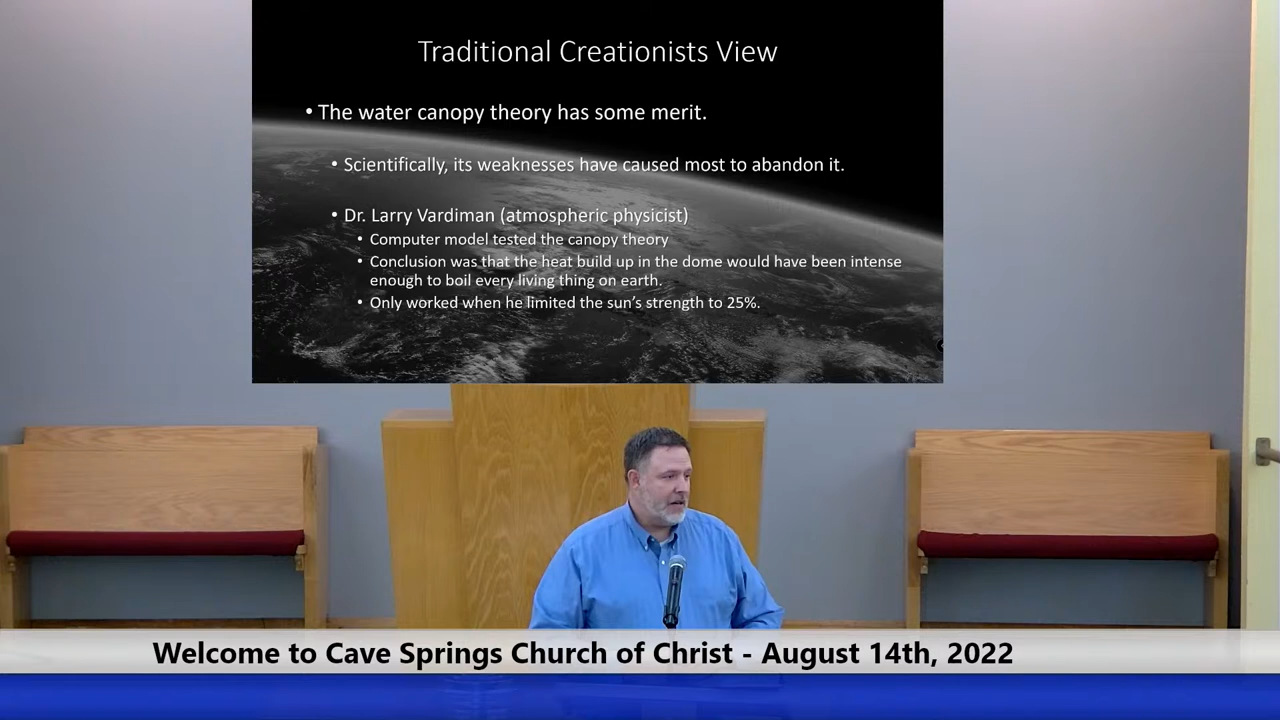 Traditional Creationists View
• The water canopy theory has some merit.
• Scientifically, its weaknesses have caused most to abandon it.
• Dr. Larry Vardiman (atmospheric physicist)
• Computer model tested the canopy theory
• Conclusion was that the heat build up in the dome would have been intense
enough to boil every living thing on earth.
• Only worked when he limited the sun's strength to 25%.
Welcome to Cave Springs Church of Christ - August 14th, 2022